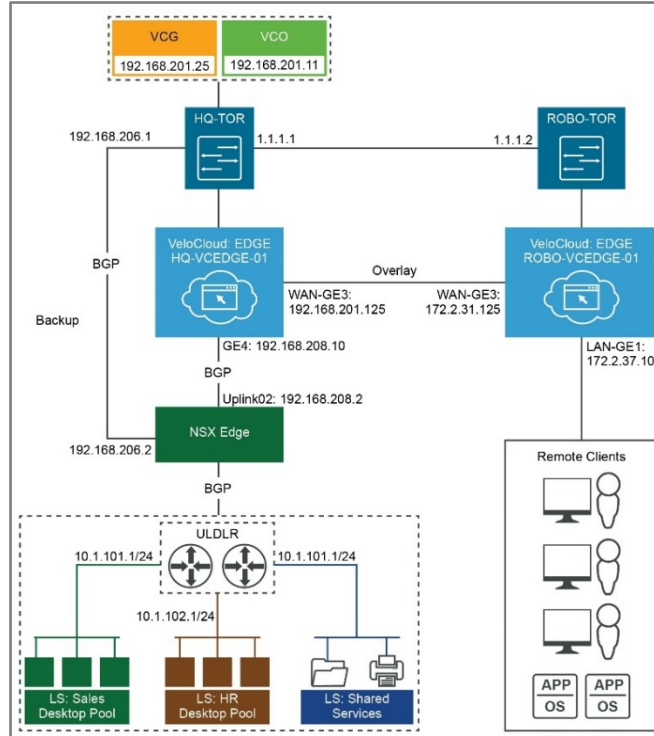 VCG
192.168.201.25
VCO
192.168.201.11
HQ-TOR
ROBO-TOR
192.168.206.1
1.1.1.1
1.1.1.2
VeloCloud: EDGE
HQ-VCEDGE-01
VeloCloud: EDGE
ROBO-VCEDGE-01
BGP
Overlay
Backup
WAN-GE3:
192.168.201.125
WAN-GE3:
172.2.31.125
GE4: 192.168.208.10
BGP
LAN-GE1:
172.2.37.10
Uplink02: 192.168.208.2
NSX Edge
192.168.206.2
BGP
Remote Clients
ULDLR
10.1.101.1/24
10.1.101.1/24
10.1.102.1/24
LS: Sales
Desktop Pool
LS: HR
Desktop Pool
LS: Shared
Services
APP
OS
APP
OS